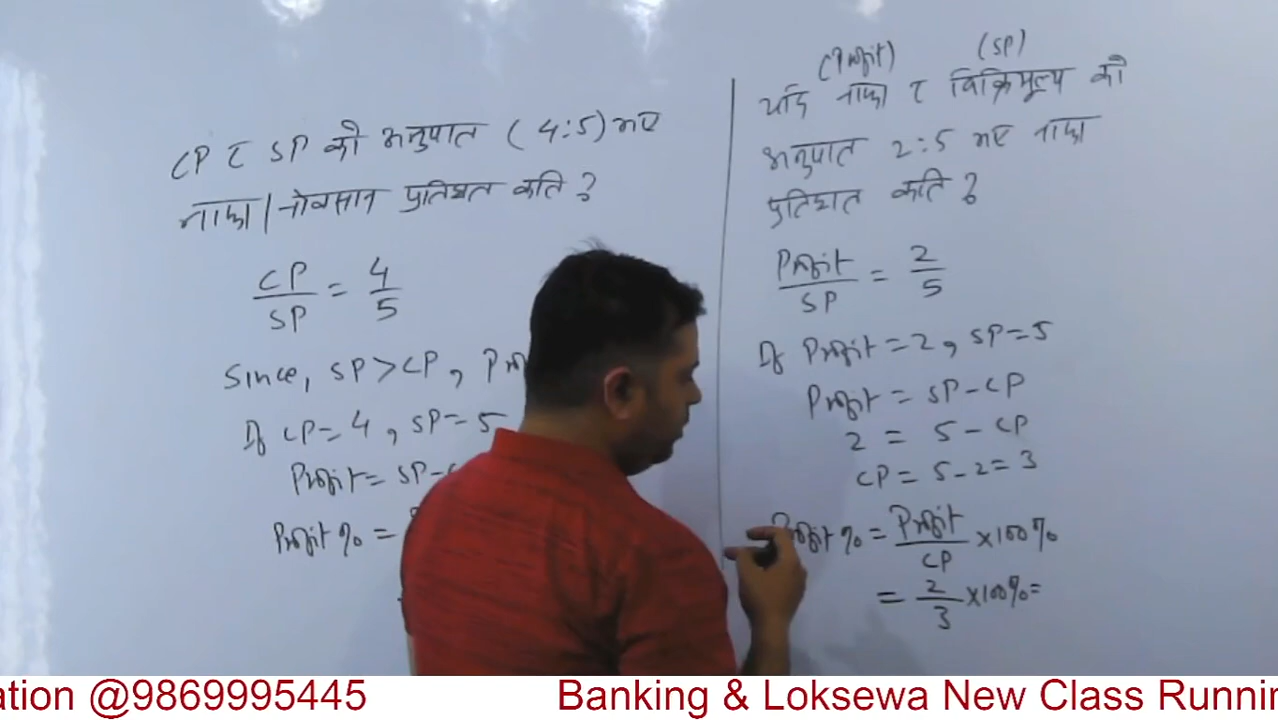 CP र SP को अनुपात (4:5) भए
नाफा/नोक्सान प्रतिशत कति ?
CP/SP = 4/5
Since, SP>CP, Pro
If CP=4, SP=5
Profit = SP-
Profit % =
(Profit) (SP)
यदि नाफा र विक्रिमूल्य को
अनुपात 2:5 भए नाफा
प्रतिशत कति ?
Profit/SP = 2/5
If Profit=2, SP=5
Profit = SP-CP
2 = 5-CP
CP = 5-2=3
Profit % = Profit/CP ×100%
= 2/3 ×100%=
ation @9869995445 Banking & Loksewa New Class Runnin